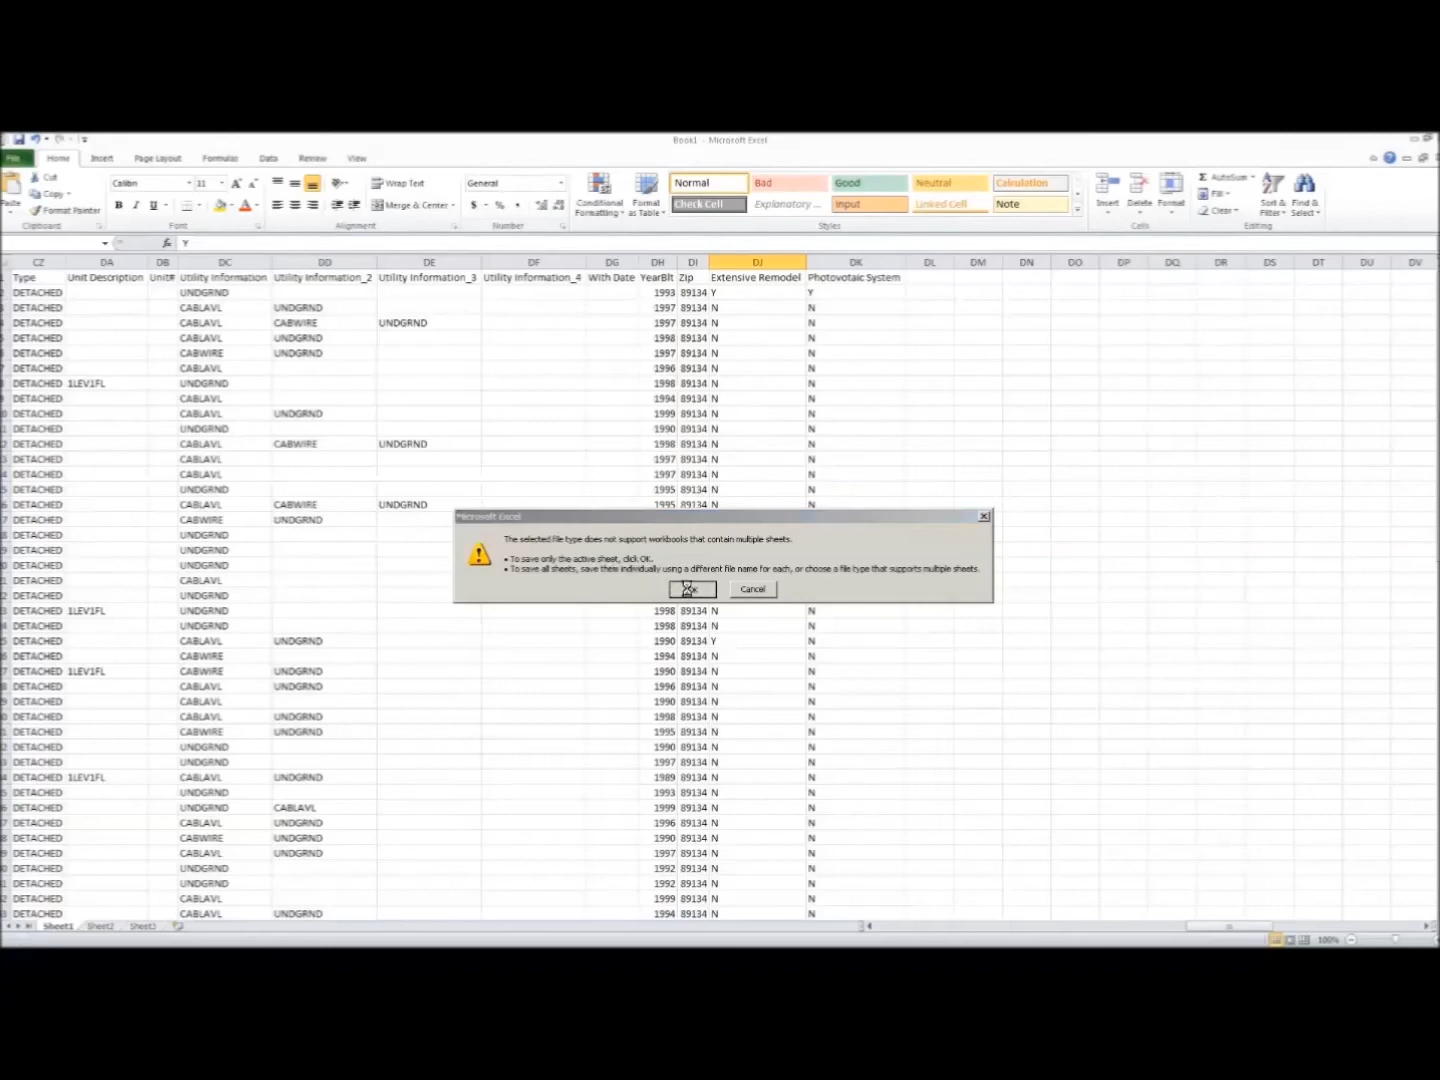 Book1 - Microsoft Excel
File Home Insert Page Layout Formulas Data Review View
Cut
Calibri 11 Wrap Text General Normal Bad Good Neutral Calculation AutoSum
Copy Fill
Paste Format Painter Merge & Center $ % , Conditional Formatting Format as Table Check Cell Explanatory ... Input Linked Cell Note Insert Delete Format Clear Sort & Filter Find & Select
B I U A
Clipboard Font Alignment Number Styles Cells Editing
fx Y
CZ DA DB DC DD DE DF DG DH DI DJ DK DL DM DN DO DP DQ DR DS DT DU DV
Type Unit Description Unit# Utility Information Utility Information_2 Utility Information_3 Utility Information_4 With Date YearBlt Zip Extensive Remodel Photovotaic System
DETACHED UNDGRND 1993 89134 Y Y
DETACHED CABLAVL UNDGRND 1997 89134 N N
DETACHED CABLAVL CABWIRE UNDGRND 1997 89134 N N
DETACHED CABLAVL UNDGRND 1998 89134 N N
DETACHED CABWIRE UNDGRND 1997 89134 N N
DETACHED CABLAVL 1996 89134 N N
DETACHED 1LEV1FL UNDGRND 1998 89134 N N
DETACHED CABLAVL 1994 89134 N N
DETACHED CABLAVL UNDGRND 1999 89134 N N
DETACHED UNDGRND 1990 89134 N N
DETACHED CABLAVL CABWIRE UNDGRND 1998 89134 N N
DETACHED CABLAVL 1997 89134 N N
DETACHED CABLAVL 1997 89134 N N
DETACHED UNDGRND 1995 89134 N N
DETACHED CABLAVL CABWIRE UNDGRND 1995 89134 N N
DETACHED CABWIRE UNDGRND
DETACHED UNDGRND
DETACHED UNDGRND
DETACHED UNDGRND
DETACHED CABLAVL
DETACHED UNDGRND
Microsoft Excel
The selected file type does not support workbooks that contain multiple sheets.
• To save only the active sheet, click OK.
• To save all sheets, save them individually using a different file name for each, or choose a file type that supports multiple sheets.
OK Cancel
DETACHED 1LEV1FL UNDGRND 1998 89134 N N
DETACHED UNDGRND 1998 89134 N N
DETACHED CABLAVL UNDGRND 1990 89134 Y N
DETACHED CABWIRE 1994 89134 N N
DETACHED 1LEV1FL CABWIRE UNDGRND 1990 89134 N N
DETACHED CABLAVL UNDGRND 1996 89134 N N
DETACHED CABLAVL 1990 89134 N N
DETACHED CABLAVL UNDGRND 1998 89134 N N
DETACHED CABWIRE UNDGRND 1995 89134 N N
DETACHED UNDGRND 1990 89134 N N
DETACHED UNDGRND 1997 89134 N N
DETACHED 1LEV1FL CABLAVL UNDGRND 1989 89134 N N
DETACHED UNDGRND 1993 89134 N N
DETACHED UNDGRND CABLAVL 1999 89134 N N
DETACHED CABLAVL UNDGRND 1996 89134 N N
DETACHED CABWIRE UNDGRND 1990 89134 N N
DETACHED CABLAVL UNDGRND 1997 89134 N N
DETACHED UNDGRND 1992 89134 N N
DETACHED UNDGRND 1992 89134 N N
DETACHED CABLAVL 1999 89134 N N
DETACHED CABLAVL UNDGRND 1994 89134 N N
Sheet1 Sheet2 Sheet3
100%